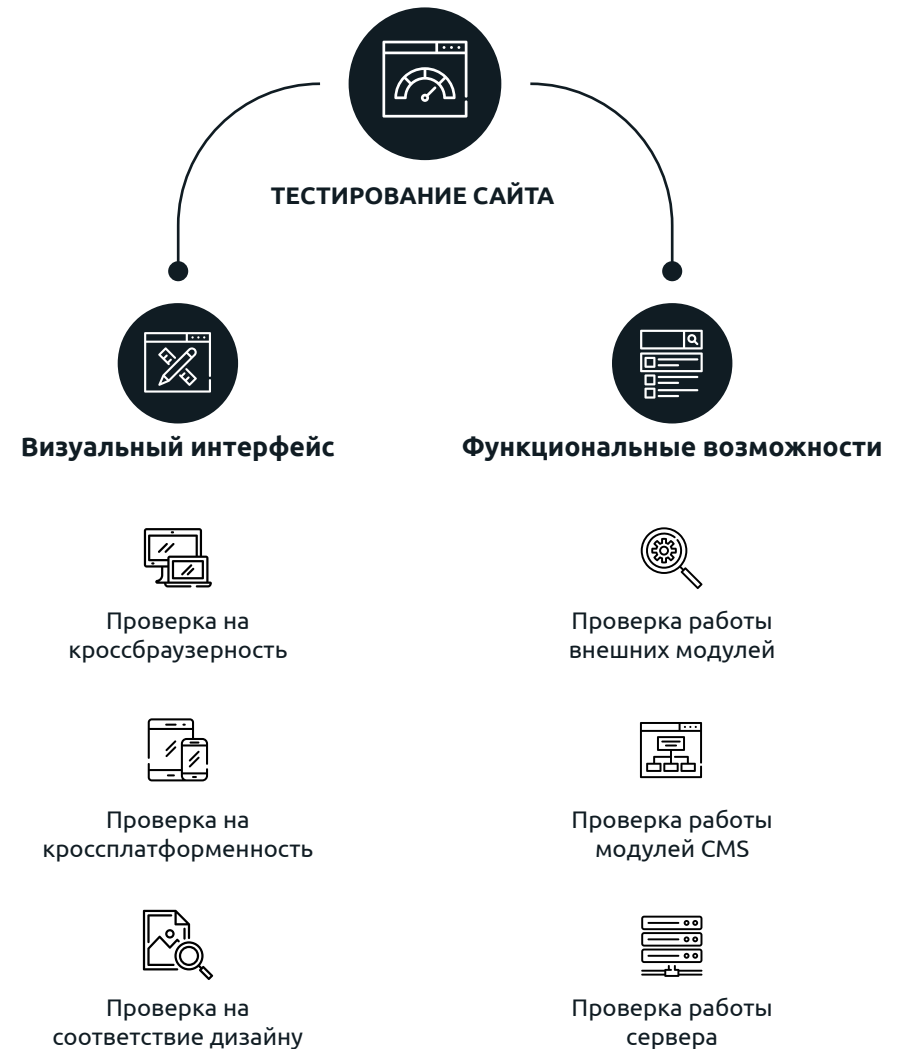 ТЕСТИРОВАНИЕ САЙТА
Визуальный интерфейс
Функциональные возможности
Проверка на
кроссбраузерность
Проверка работы
внешних модулей
Проверка на
кроссплатформенность
Проверка работы
модулей CMS
Проверка на
соответствие дизайну
Проверка работы
сервера